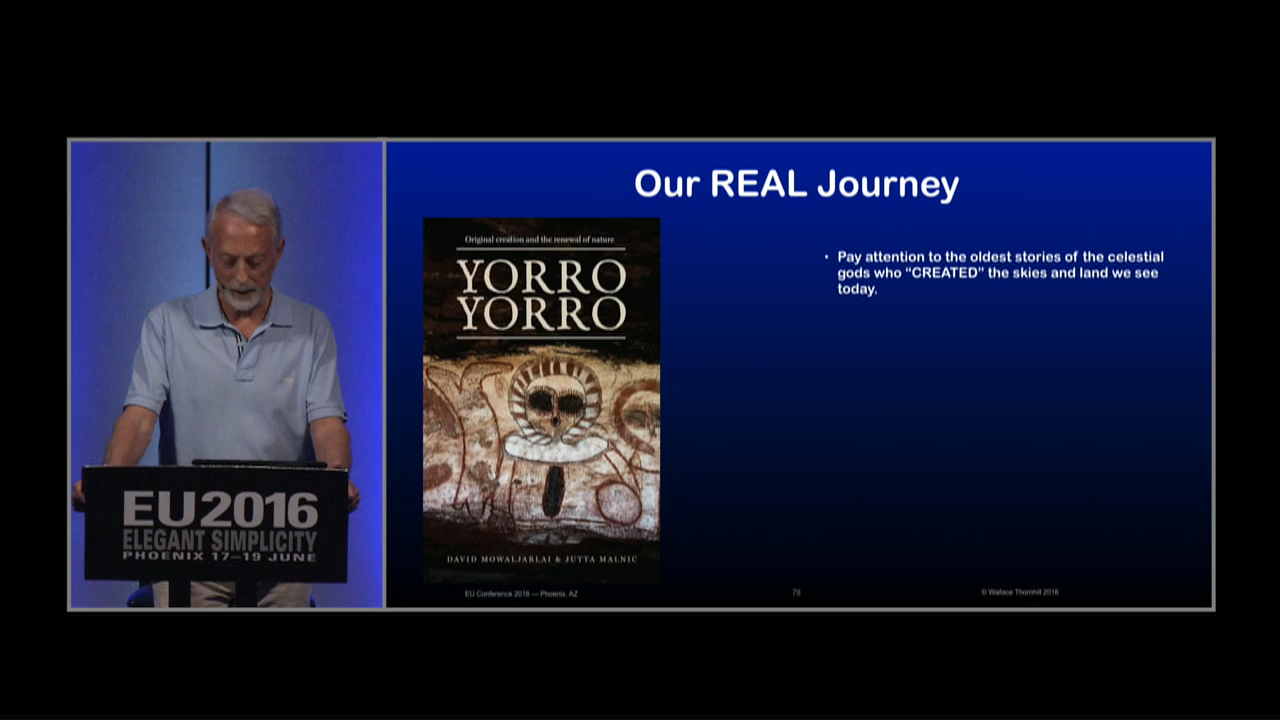 Our REAL Journey
Original creation and the renewal of nature
YORRO
YORRO
DAVID MOWALJARLAI & JUTTA MALNIC
• Pay attention to the oldest stories of the celestial
gods who “CREATED” the skies and land we see
today.
EU2016
ELEGANT SIMPLICITY
PHOENIX 17–19 JUNE
EU Conference 2016 — Phoenix, AZ
78
© Wallace Thornhill 2016